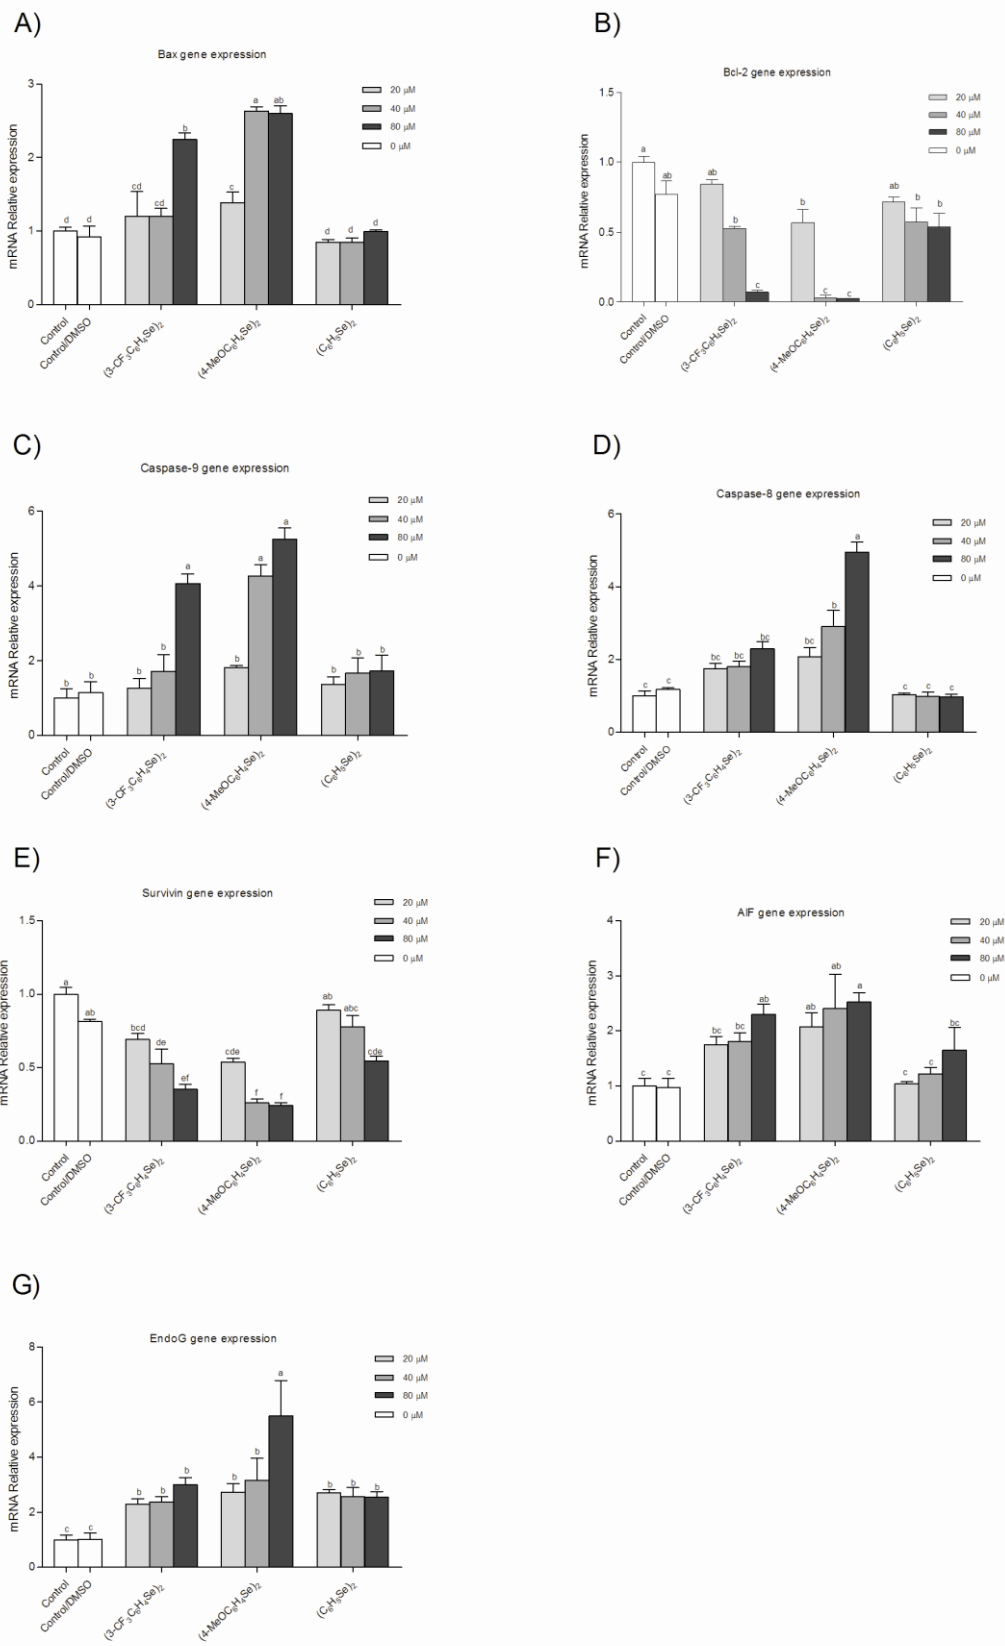 A)
Bax gene expression
mRNA Relative expression
3
2
1
0
20 µM
40 µM
80 µM
0 µM
d d cd cd b c a ab d d d
Control
Control/DMSO
(3-CF₃C₆H₄Se)₂
(4-MeOC₆H₄Se)₂
(C₆H₅Se)₂
B)
Bcl-2 gene expression
mRNA Relative expression
1.5
1.0
0.5
0.0
20 µM
40 µM
80 µM
0 µM
a ab ab b c b c c ab b b
Control
Control/DMSO
(3-CF₃C₆H₄Se)₂
(4-MeOC₆H₄Se)₂
(C₆H₅Se)₂
C)
Caspase-9 gene expression
mRNA Relative expression
6
4
2
0
20 µM
40 µM
80 µM
0 µM
b b b b a b a a b b b
Control
Control/DMSO
(3-CF₃C₆H₄Se)₂
(4-MeOC₆H₄Se)₂
(C₆H₅Se)₂
D)
Caspase-8 gene expression
mRNA Relative expression
6
4
2
0
20 µM
40 µM
80 µM
0 µM
c c bc bc bc bc b a c c c
Control
Control/DMSO
(3-CF₃C₆H₄Se)₂
(4-MeOC₆H₄Se)₂
(C₆H₅Se)₂
E)
Survivin gene expression
mRNA Relative expression
1.5
1.0
0.5
0.0
20 µM
40 µM
80 µM
0 µM
a ab bcd de ef cde f f ab abc cde
Control
Control/DMSO
(3-CF₃C₆H₄Se)₂
(4-MeOC₆H₄Se)₂
(C₆H₅Se)₂
F)
AIF gene expression
mRNA Relative expression
4
3
2
1
0
20 µM
40 µM
80 µM
0 µM
c c bc bc ab ab ab a c c bc
Control
Control/DMSO
(3-CF₃C₆H₄Se)₂
(4-MeOC₆H₄Se)₂
(C₆H₅Se)₂
G)
EndoG gene expression
mRNA Relative expression
8
6
4
2
0
20 µM
40 µM
80 µM
0 µM
c c b b b b b a b b b
Control
Control/DMSO
(3-CF₃C₆H₄Se)₂
(4-MeOC₆H₄Se)₂
(C₆H₅Se)₂